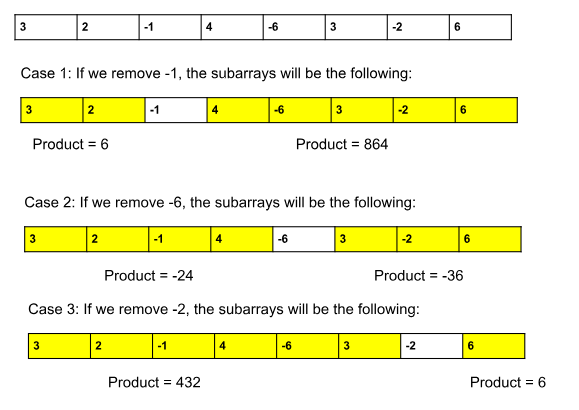 3 2 -1 4 -6 3 -2 6
Case 1: If we remove -1, the subarrays will be the following:
3 2 -1 4 -6 3 -2 6
Product = 6 Product = 864
Case 2: If we remove -6, the subarrays will be the following:
3 2 -1 4 -6 3 -2 6
Product = -24 Product = -36
Case 3: If we remove -2, the subarrays will be the following:
3 2 -1 4 -6 3 -2 6
Product = 432 Product = 6